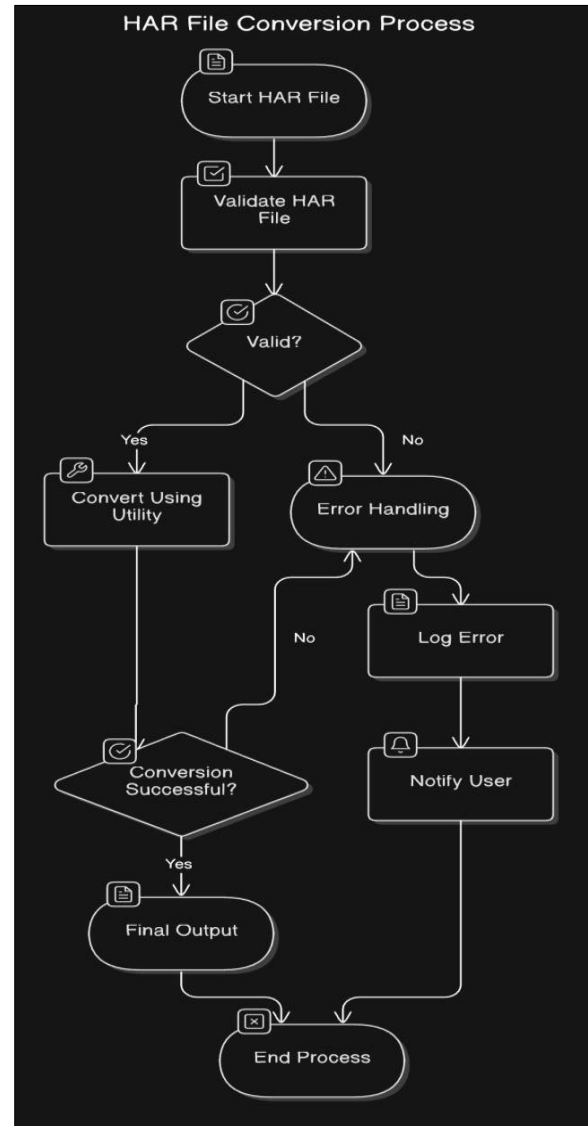 HAR File Conversion Process
Start HAR File
Validate HAR
File
Valid?
Yes
No
Convert Using
Utility
Error Handling
No
Log Error
Conversion
Successful?
Notify User
Yes
Final Output
End Process